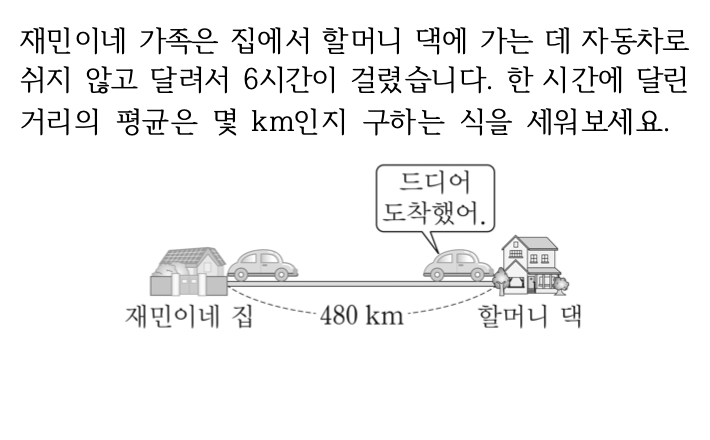 재민이네 가족은 집에서 할머니 댁에 가는 데 자동차로
쉬지 않고 달려서 6시간이 걸렸습니다. 한 시간에 달린
거리의 평균은 몇 km인지 구하는 식을 세워보세요.
드디어
도착했어.
재민이네 집
480 km
할머니 댁